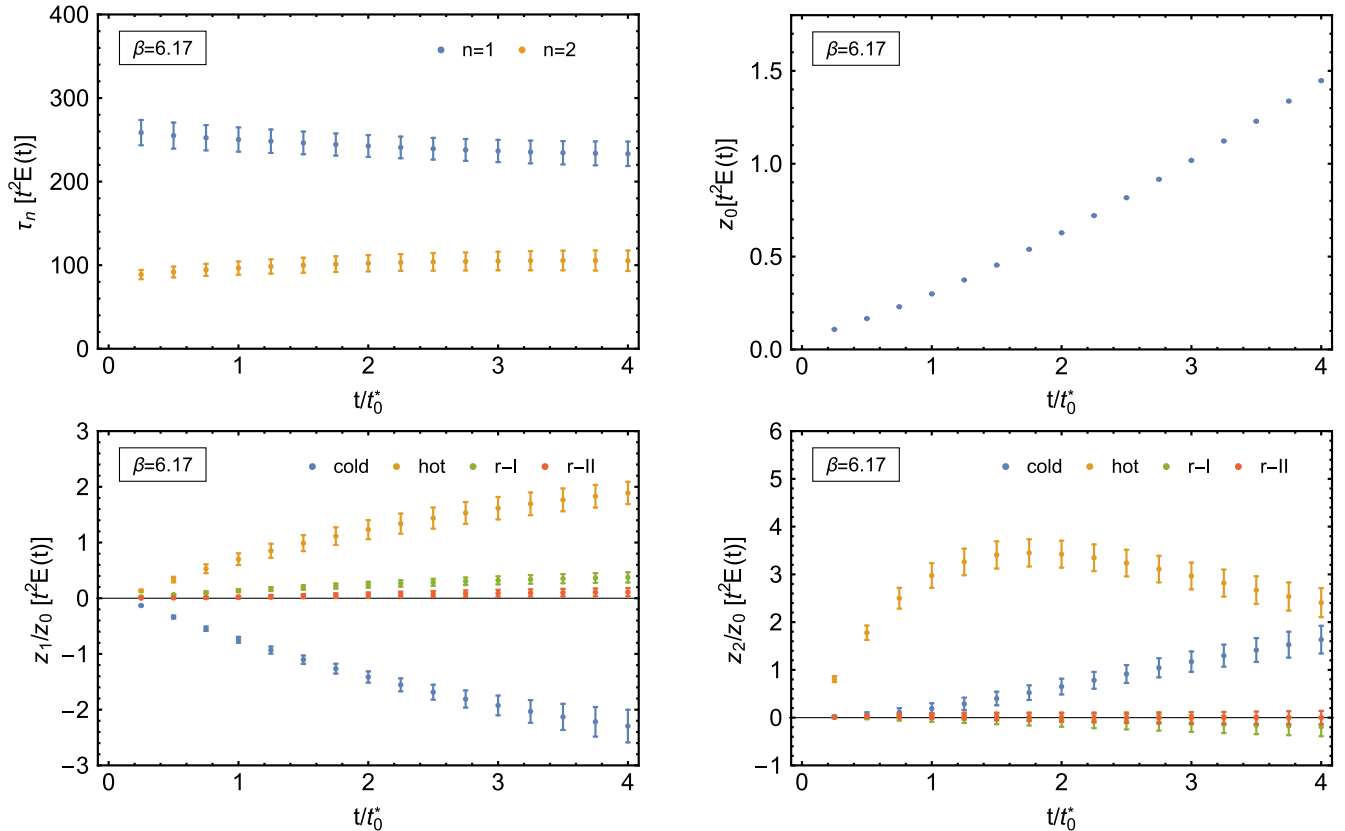 β=6.17
n=1 n=2
τn [t²E(t)]
400
300
200
100
0
0 1 2 3 4
t/t₀*
β=6.17
z₀[t²E(t)]
1.5
1.0
0.5
0.0
0 1 2 3 4
t/t₀*
β=6.17
cold hot r-I r-II
z₁/z₀ [t²E(t)]
3
2
1
0
−1
−2
−3
0 1 2 3 4
t/t₀*
β=6.17
cold hot r-I r-II
z₂/z₀ [t²E(t)]
6
5
4
3
2
1
0
−1
0 1 2 3 4
t/t₀*